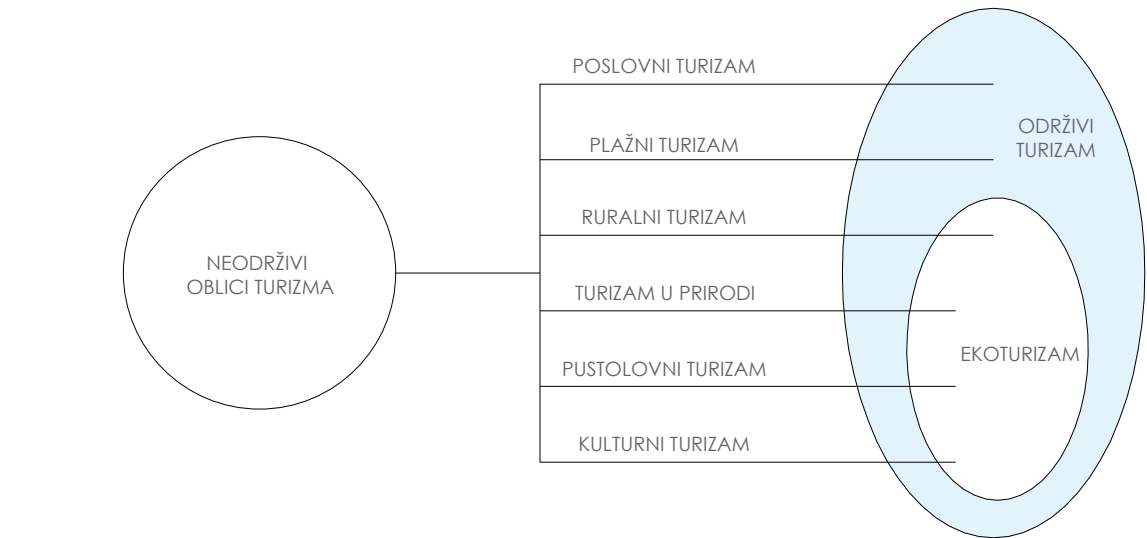 NEODRŽIVI
OBLICI TURIZMA
POSLOVNI TURIZAM
PLAŽNI TURIZAM
RURALNI TURIZAM
TURIZAM U PRIRODI
PUSTOLOVNI TURIZAM
KULTURNI TURIZAM
ODRŽIVI
TURIZAM
EKOTURIZAM